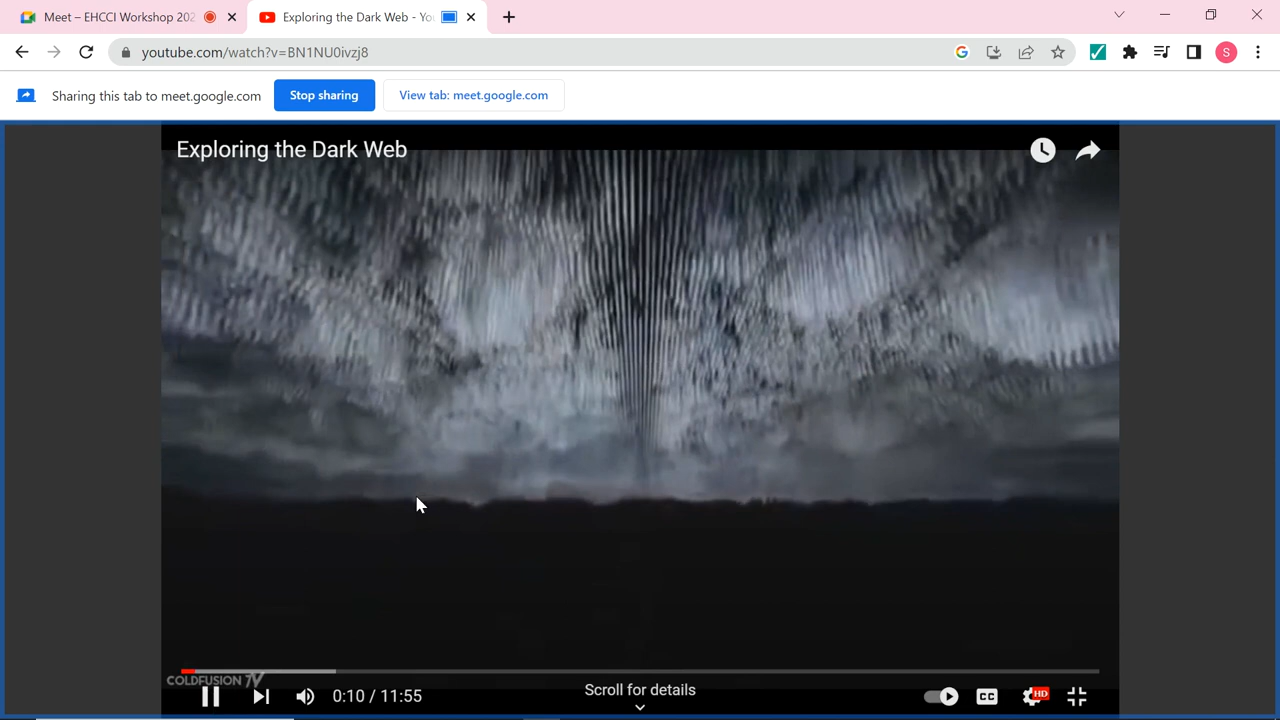 Meet – EHCCI Workshop 202
Exploring the Dark Web - Yo
youtube.com/watch?v=BN1NU0ivzj8
S
Sharing this tab to meet.google.com
Stop sharing
View tab: meet.google.com
Exploring the Dark Web
COLDFUSION TV
0:10 / 11:55
Scroll for details
CC
HD